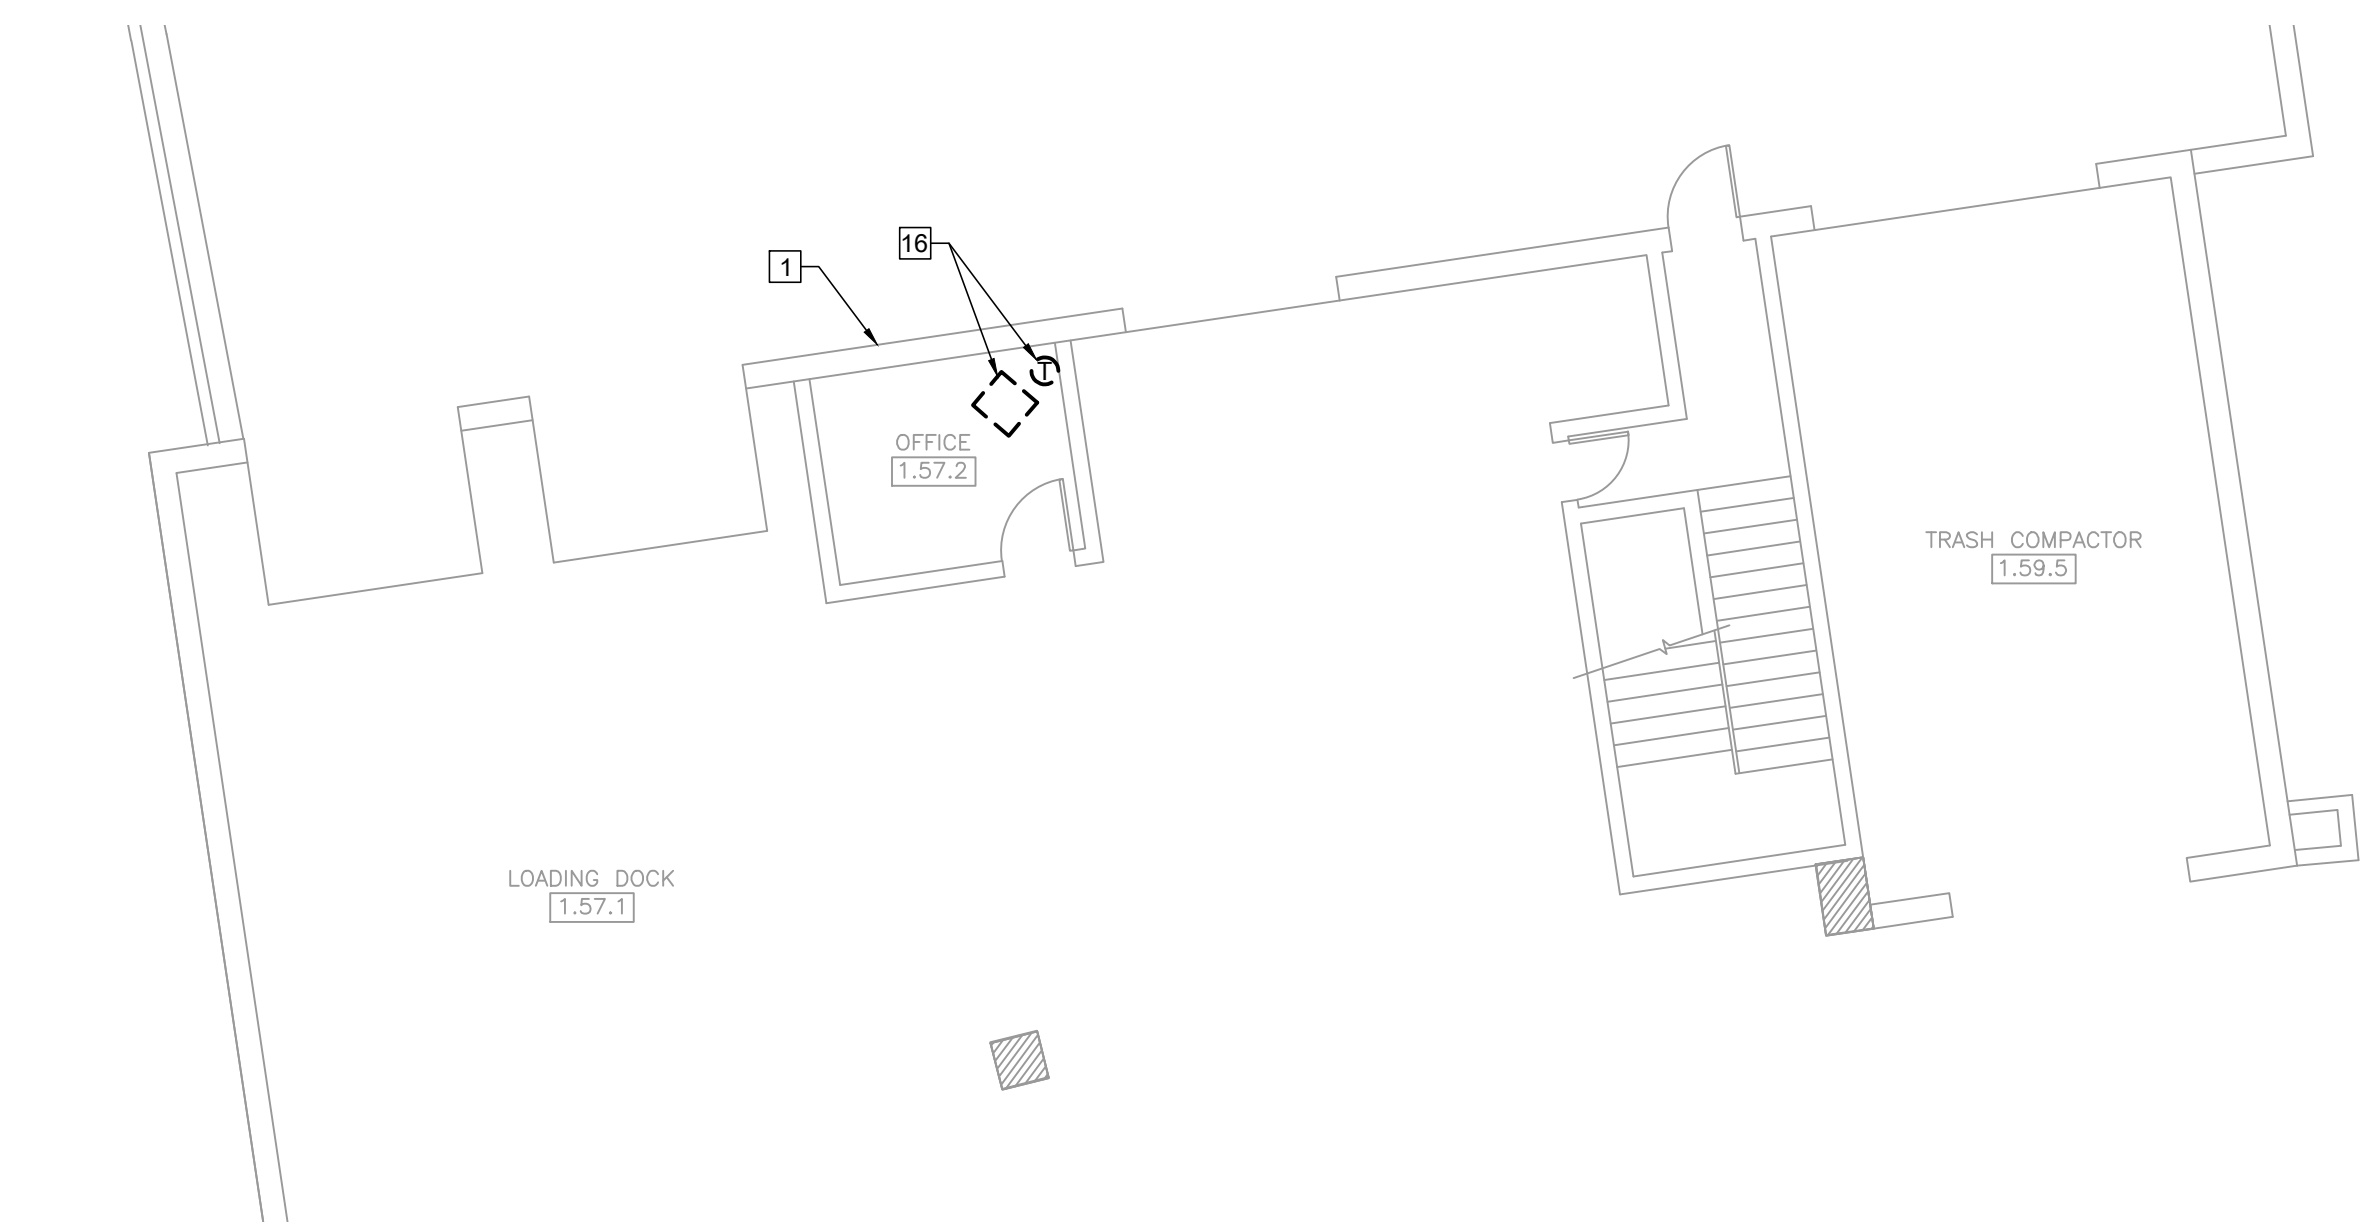 16
1
T
OFFICE
1.57.2
TRASH COMPACTOR
1.59.5
LOADING DOCK
1.57.1